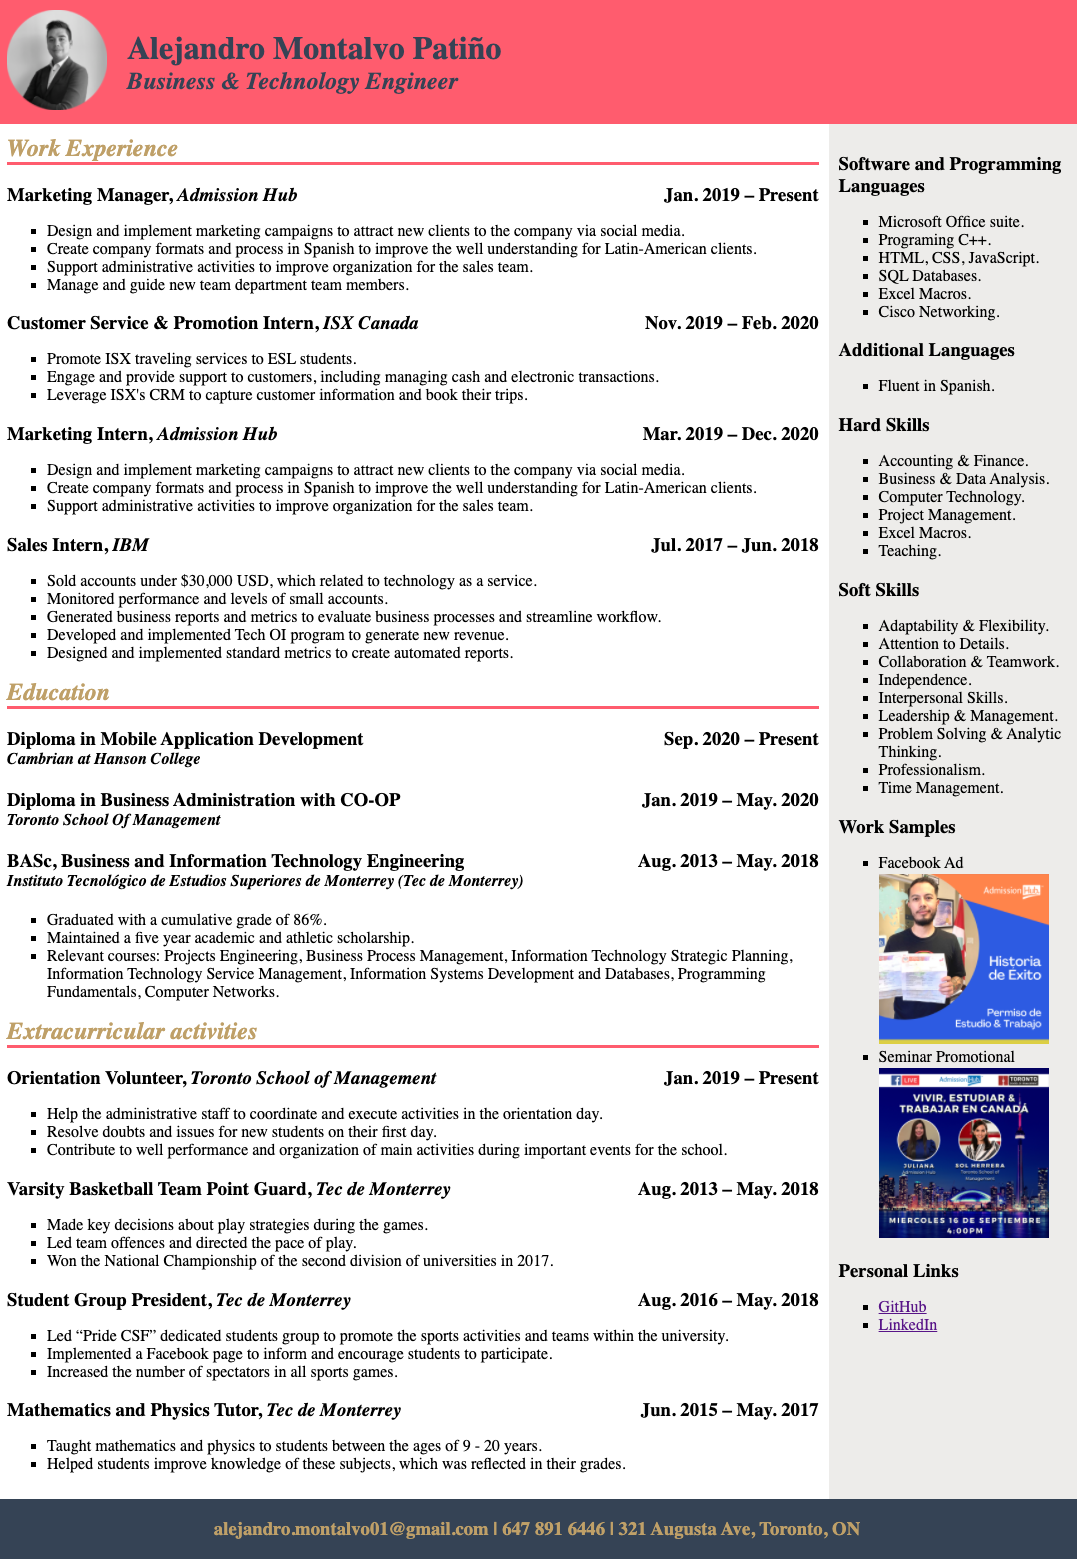 Alejandro Montalvo Patiño
Business & Technology Engineer
Work Experience
Marketing Manager, Admission Hub Jan. 2019 – Present
Design and implement marketing campaigns to attract new clients to the company via social media.
Create company formats and process in Spanish to improve the well understanding for Latin-American clients.
Support administrative activities to improve organization for the sales team.
Manage and guide new team department team members.
Customer Service & Promotion Intern, ISX Canada Nov. 2019 – Feb. 2020
Promote ISX traveling services to ESL students.
Engage and provide support to customers, including managing cash and electronic transactions.
Leverage ISX's CRM to capture customer information and book their trips.
Marketing Intern, Admission Hub Mar. 2019 – Dec. 2020
Design and implement marketing campaigns to attract new clients to the company via social media.
Create company formats and process in Spanish to improve the well understanding for Latin-American clients.
Support administrative activities to improve organization for the sales team.
Sales Intern, IBM Jul. 2017 – Jun. 2018
Sold accounts under $30,000 USD, which related to technology as a service.
Monitored performance and levels of small accounts.
Generated business reports and metrics to evaluate business processes and streamline workflow.
Developed and implemented Tech OI program to generate new revenue.
Designed and implemented standard metrics to create automated reports.
Education
Diploma in Mobile Application Development Sep. 2020 – Present
Cambrian at Hanson College
Diploma in Business Administration with CO-OP Jan. 2019 – May. 2020
Toronto School Of Management
BASc, Business and Information Technology Engineering Aug. 2013 – May. 2018
Instituto Tecnológico de Estudios Superiores de Monterrey (Tec de Monterrey)
Graduated with a cumulative grade of 86%.
Maintained a five year academic and athletic scholarship.
Relevant courses: Projects Engineering, Business Process Management, Information Technology Strategic Planning,
Information Technology Service Management, Information Systems Development and Databases, Programming
Fundamentals, Computer Networks.
Extracurricular activities
Orientation Volunteer, Toronto School of Management Jan. 2019 – Present
Help the administrative staff to coordinate and execute activities in the orientation day.
Resolve doubts and issues for new students on their first day.
Contribute to well performance and organization of main activities during important events for the school.
Varsity Basketball Team Point Guard, Tec de Monterrey Aug. 2013 – May. 2018
Made key decisions about play strategies during the games.
Led team offences and directed the pace of play.
Won the National Championship of the second division of universities in 2017.
Student Group President, Tec de Monterrey Aug. 2016 – May. 2018
Led “Pride CSF” dedicated students group to promote the sports activities and teams within the university.
Implemented a Facebook page to inform and encourage students to participate.
Increased the number of spectators in all sports games.
Mathematics and Physics Tutor, Tec de Monterrey Jun. 2015 – May. 2017
Taught mathematics and physics to students between the ages of 9 - 20 years.
Helped students improve knowledge of these subjects, which was reflected in their grades.
Software and Programming
Languages
Microsoft Office suite.
Programing C++.
HTML, CSS, JavaScript.
SQL Databases.
Excel Macros.
Cisco Networking.
Additional Languages
Fluent in Spanish.
Hard Skills
Accounting & Finance.
Business & Data Analysis.
Computer Technology.
Project Management.
Excel Macros.
Teaching.
Soft Skills
Adaptability & Flexibility.
Attention to Details.
Collaboration & Teamwork.
Independence.
Interpersonal Skills.
Leadership & Management.
Problem Solving & Analytic
Thinking.
Professionalism.
Time Management.
Work Samples
Facebook Ad
Admission Hub
Historia
de Éxito
Permiso de
Estudio & Trabajo
Seminar Promotional
LIVE Admission Hub TORONTO
VIVIR, ESTUDIAR &
TRABAJAR EN CANADÁ
JULIANA SOL HERRERA
Admission Hub Toronto School of
Management
MIERCOLES 16 DE SEPTIEMBRE
4:00PM
Personal Links
GitHub
LinkedIn
alejandro.montalvo01@gmail.com | 647 891 6446 | 321 Augusta Ave, Toronto, ON